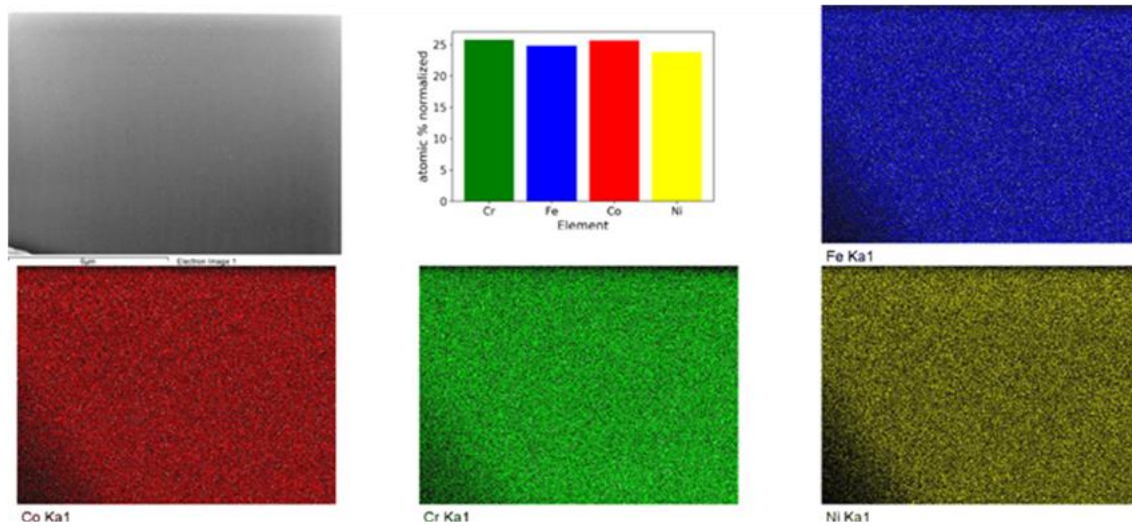 atomic % normalized
25
20
15
10
5
0
Cr Fe Co Ni
Element
Fe Ka1
Electron Image 1
Co Ka1
Cr Ka1
Ni Ka1